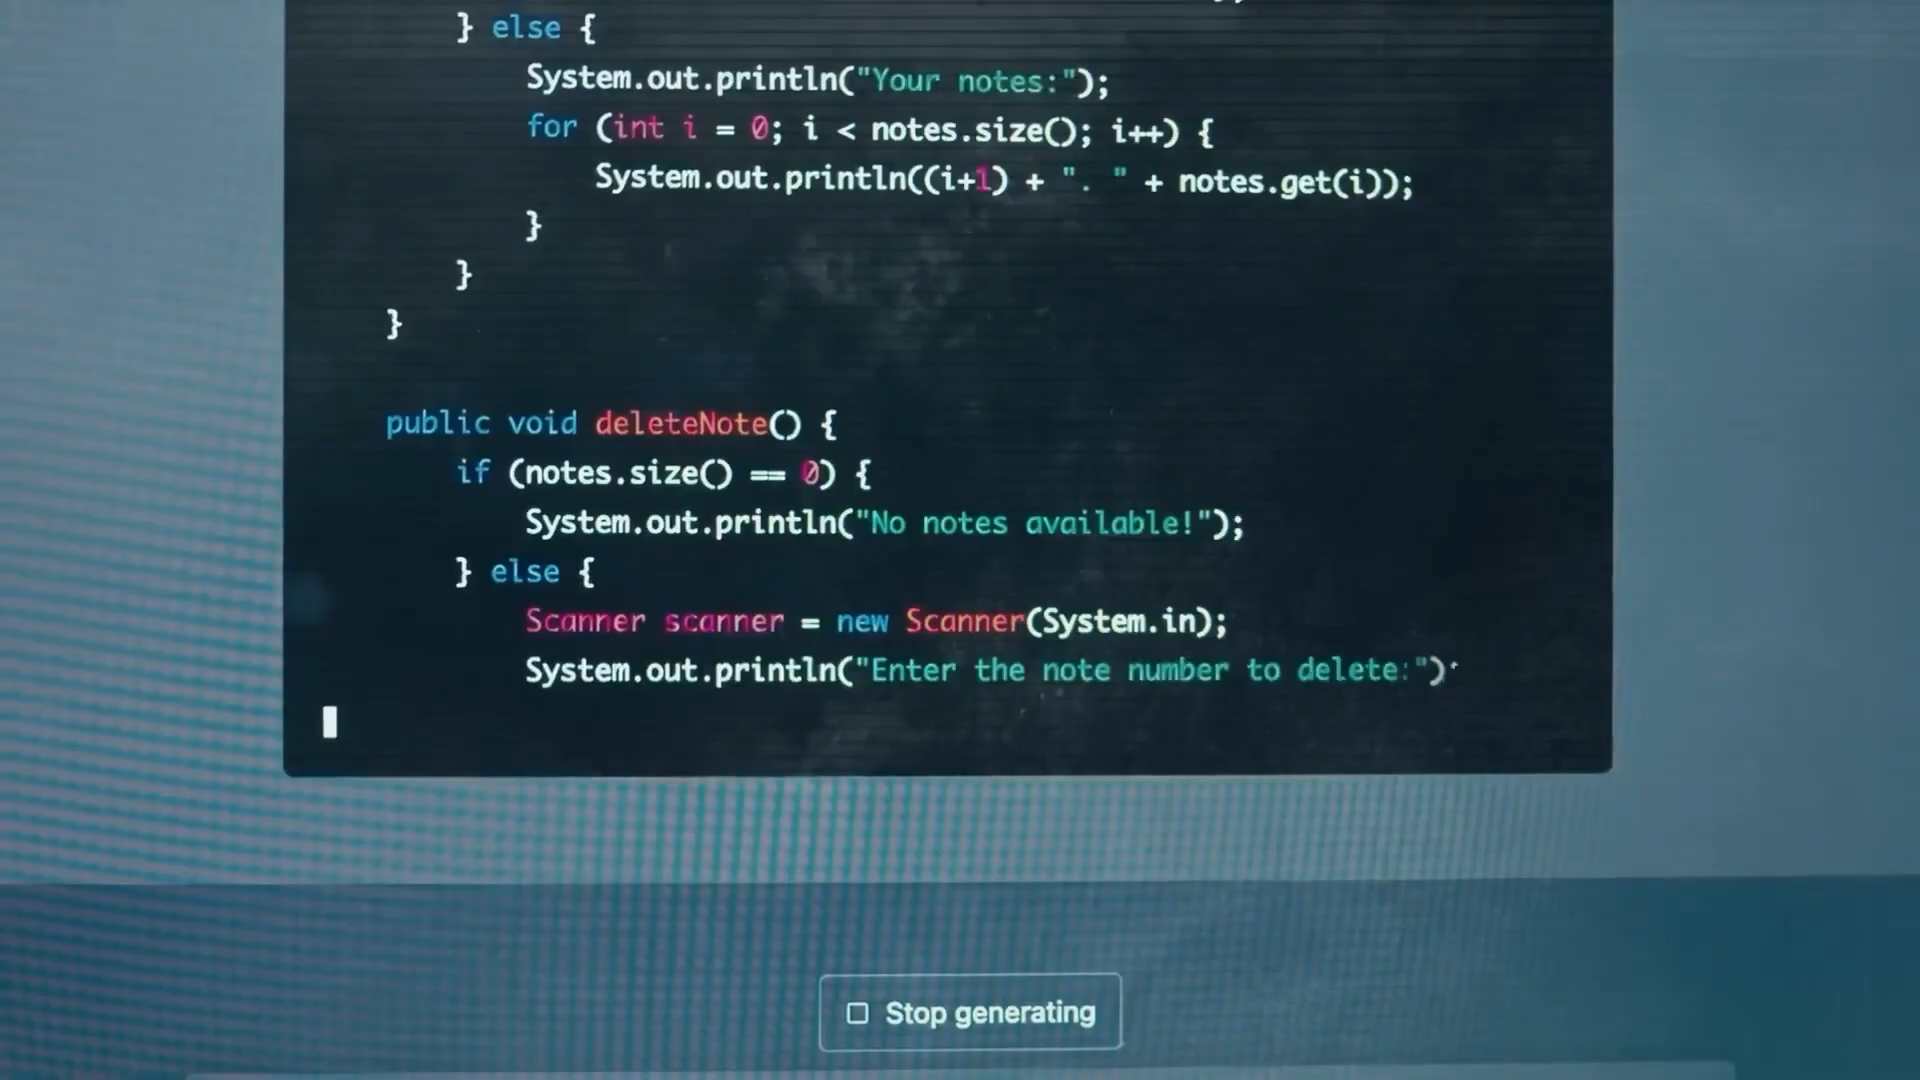 } else {
System.out.println("Your notes:");
for (int i = 0; i < notes.size(); i++) {
System.out.println((i+1) + ". " + notes.get(i));
}
}
}
public void deleteNote() {
if (notes.size() == 0) {
System.out.println("No notes available!");
} else {
Scanner scanner = new Scanner(System.in);
System.out.println("Enter the note number to delete:")
Stop generating